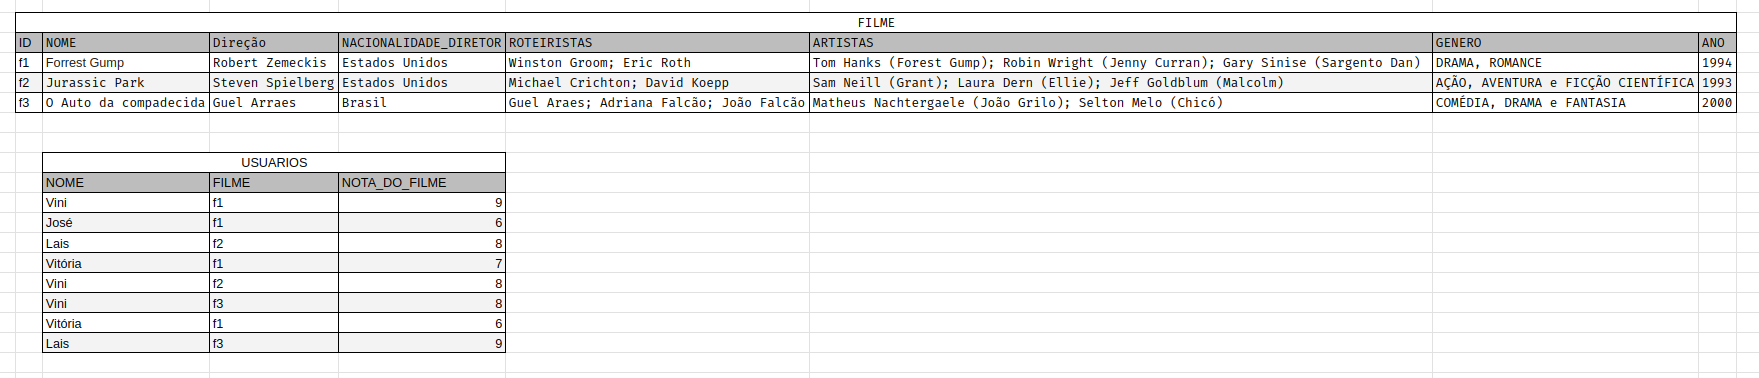 FILME
ID NOME Direção NACIONALIDADE_DIRETOR ROTEIRISTAS ARTISTAS GENERO ANO
f1 Forrest Gump Robert Zemeckis Estados Unidos Winston Groom; Eric Roth Tom Hanks (Forest Gump); Robin Wright (Jenny Curran); Gary Sinise (Sargento Dan) DRAMA, ROMANCE 1994
f2 Jurassic Park Steven Spielberg Estados Unidos Michael Crichton; David Koepp Sam Neill (Grant); Laura Dern (Ellie); Jeff Goldblum (Malcolm) AÇÃO, AVENTURA e FICÇÃO CIENTÍFICA 1993
f3 O Auto da compadecida Guel Arraes Brasil Guel Araes; Adriana Falcão; João Falcão Matheus Nachtergaele (João Grilo); Selton Melo (Chicó) COMÉDIA, DRAMA e FANTASIA 2000
USUARIOS
NOME FILME NOTA_DO_FILME
Vini f1 9
José f1 6
Lais f2 8
Vitória f1 7
Vini f2 8
Vini f3 8
Vitória f1 6
Lais f3 9